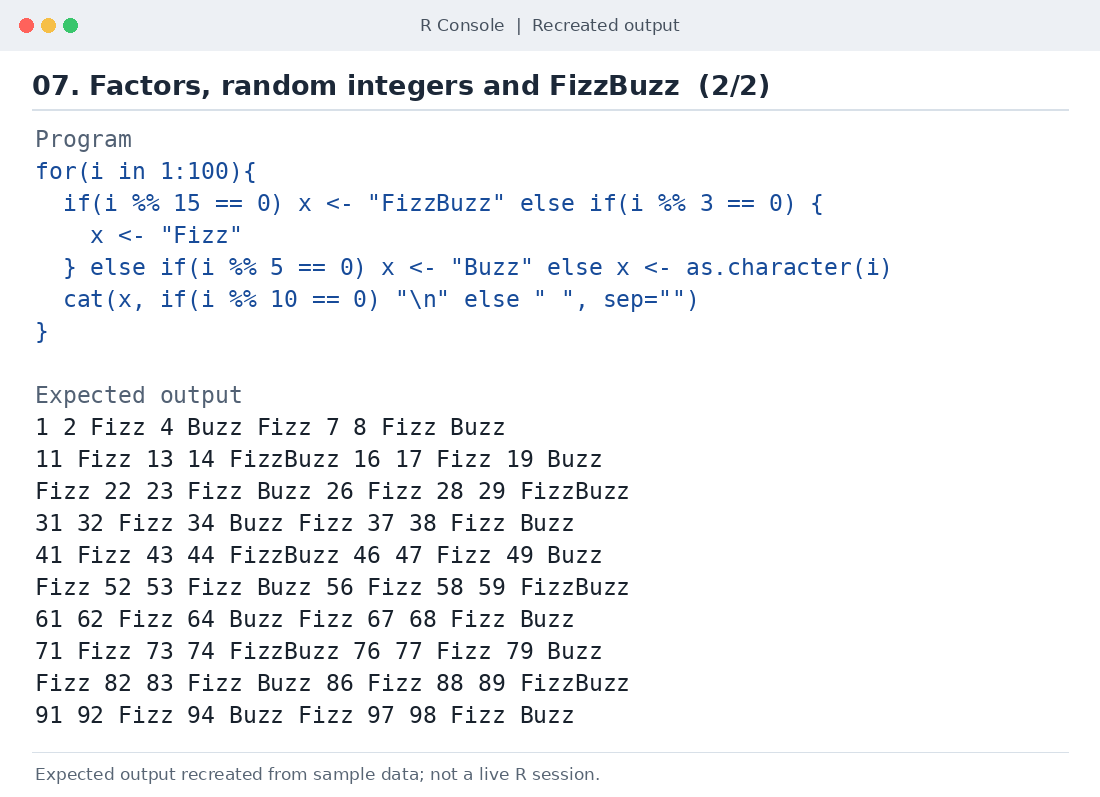 R Console | Recreated output
07. Factors, random integers and FizzBuzz (2/2)
Program
for(i in 1:100){
  if(i %% 15 == 0) x <- "FizzBuzz" else if(i %% 3 == 0) {
    x <- "Fizz"
  } else if(i %% 5 == 0) x <- "Buzz" else x <- as.character(i)
  cat(x, if(i %% 10 == 0) "\n" else " ", sep="")
}
Expected output
1 2 Fizz 4 Buzz Fizz 7 8 Fizz Buzz
11 Fizz 13 14 FizzBuzz 16 17 Fizz 19 Buzz
Fizz 22 23 Fizz Buzz 26 Fizz 28 29 FizzBuzz
31 32 Fizz 34 Buzz Fizz 37 38 Fizz Buzz
41 Fizz 43 44 FizzBuzz 46 47 Fizz 49 Buzz
Fizz 52 53 Fizz Buzz 56 Fizz 58 59 FizzBuzz
61 62 Fizz 64 Buzz Fizz 67 68 Fizz Buzz
71 Fizz 73 74 FizzBuzz 76 77 Fizz 79 Buzz
Fizz 82 83 Fizz Buzz 86 Fizz 88 89 FizzBuzz
91 92 Fizz 94 Buzz Fizz 97 98 Fizz Buzz
Expected output recreated from sample data; not a live R session.